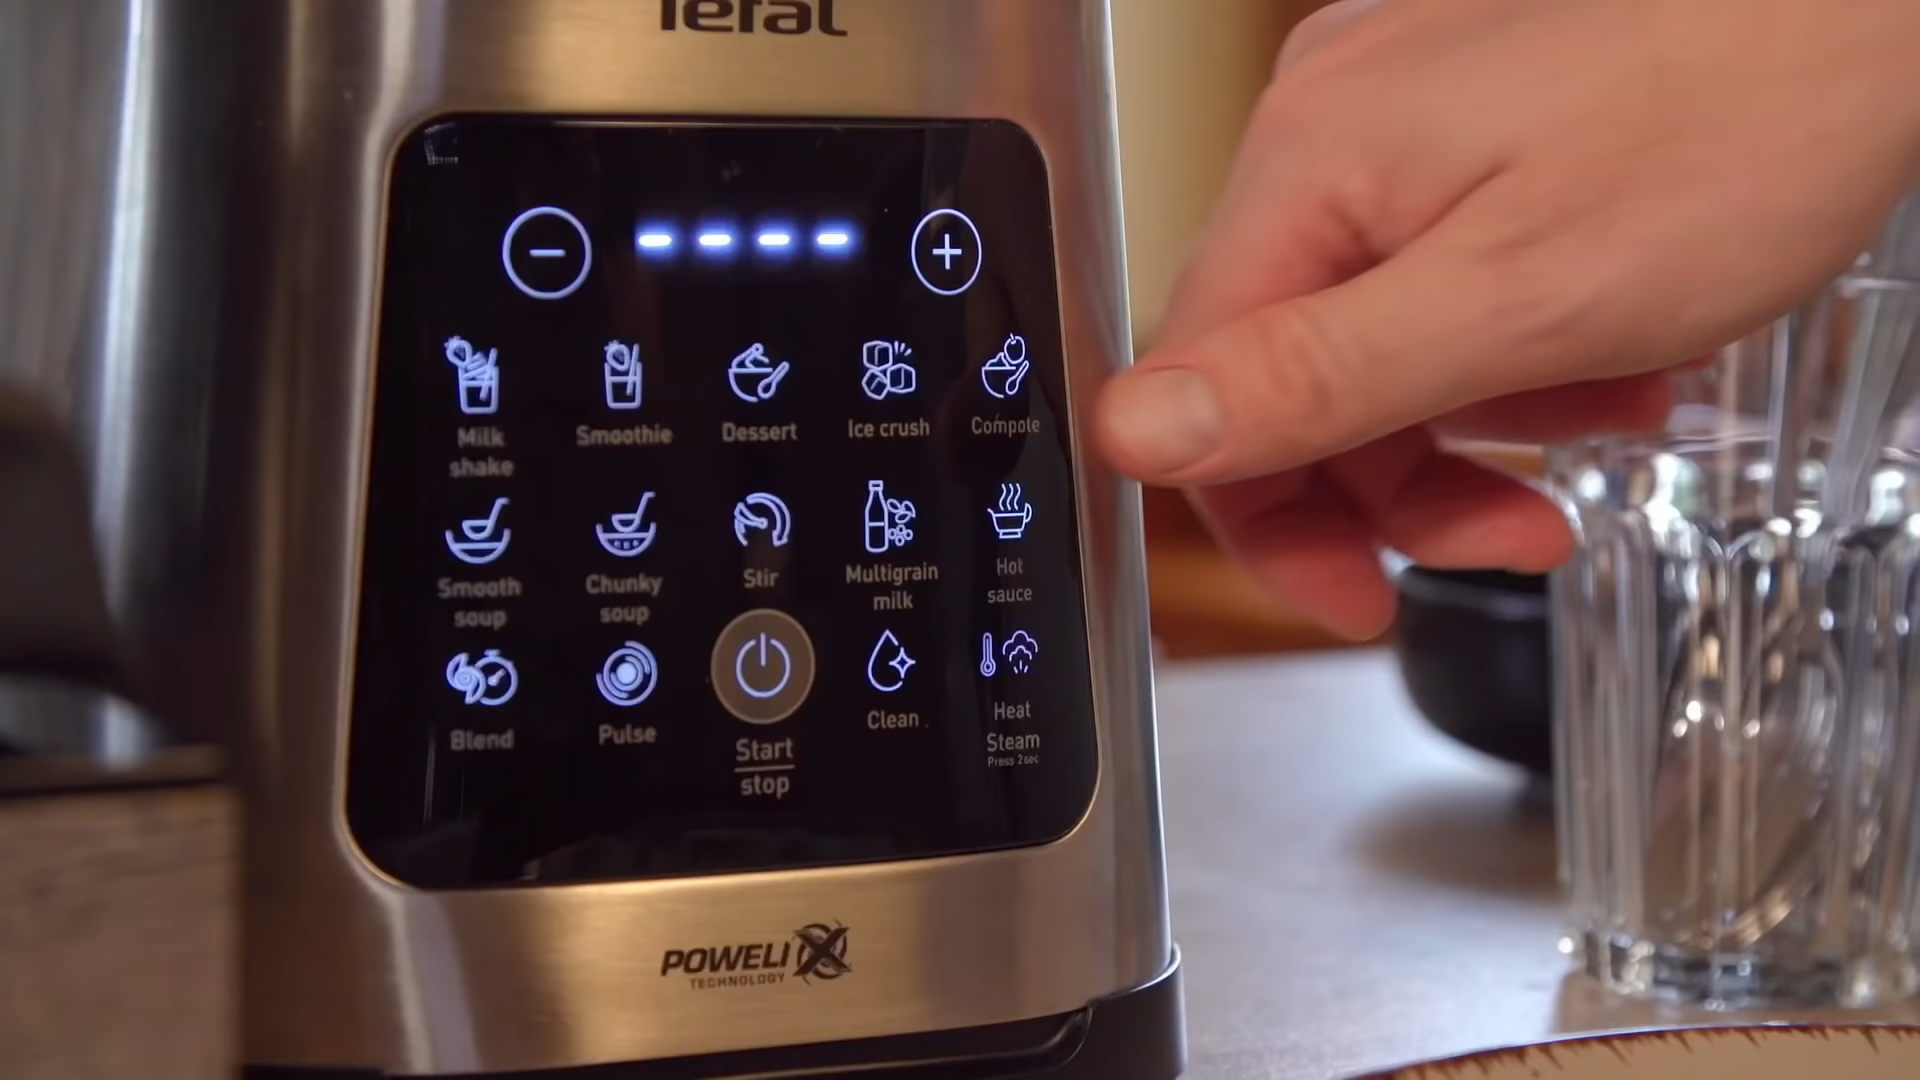 Tefal
− - - - - +
Milk shake
Smoothie
Dessert
Ice crush
Compote
Smooth soup
Chunky soup
Stir
Multigrain milk
Hot sauce
Blend
Pulse
Start
stop
Clean
Heat
Steam
Press 2sec
POWELIX
TECHNOLOGY